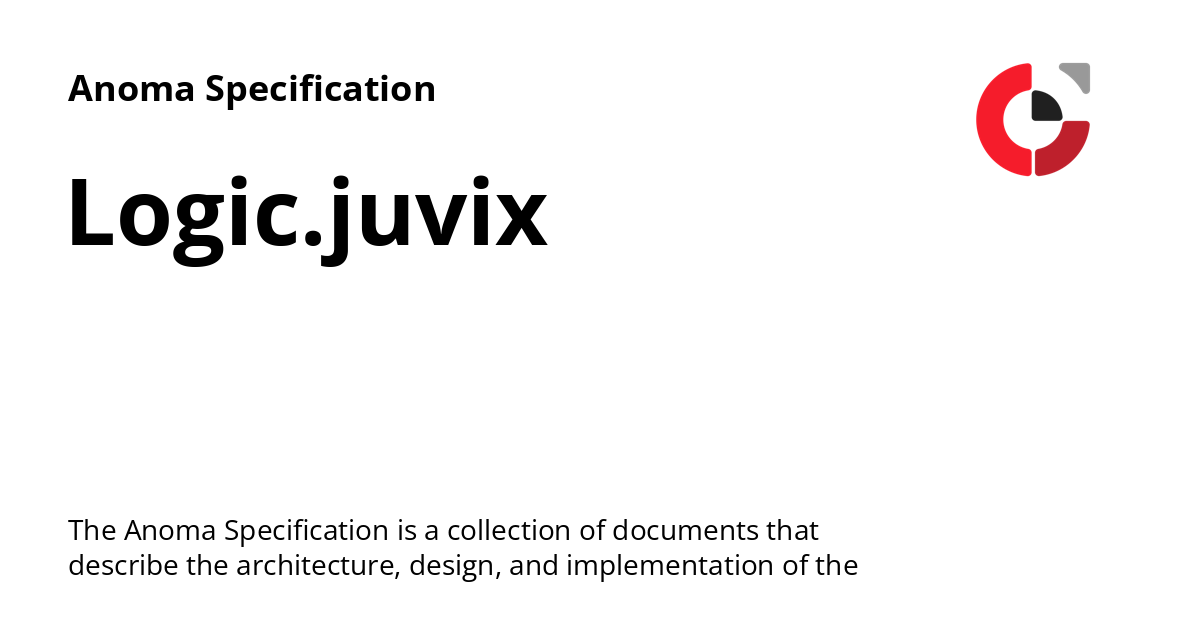 Anoma Specification
Logic.juvix
The Anoma Specification is a collection of documents that
describe the architecture, design, and implementation of the